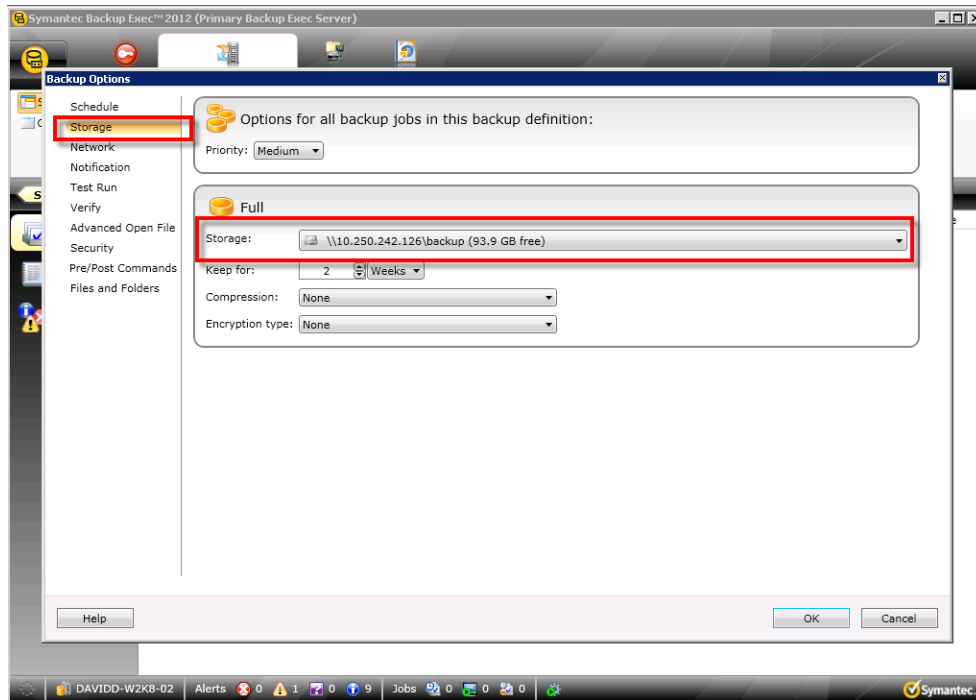 Symantec Backup Exec™ 2012 (Primary Backup Exec Server)
Backup Options
Schedule
Storage
Network
Notification
Test Run
Verify
Advanced Open File
Security
Pre/Post Commands
Files and Folders
Options for all backup jobs in this backup definition:
Priority: Medium
Full
Storage: \\10.250.242.126\backup (93.9 GB free)
Keep for: 2 Weeks
Compression: None
Encryption type: None
Help OK Cancel
DAVIDD-W2K8-02 Alerts 0 1 0 9 Jobs 0 0 0 Symantec